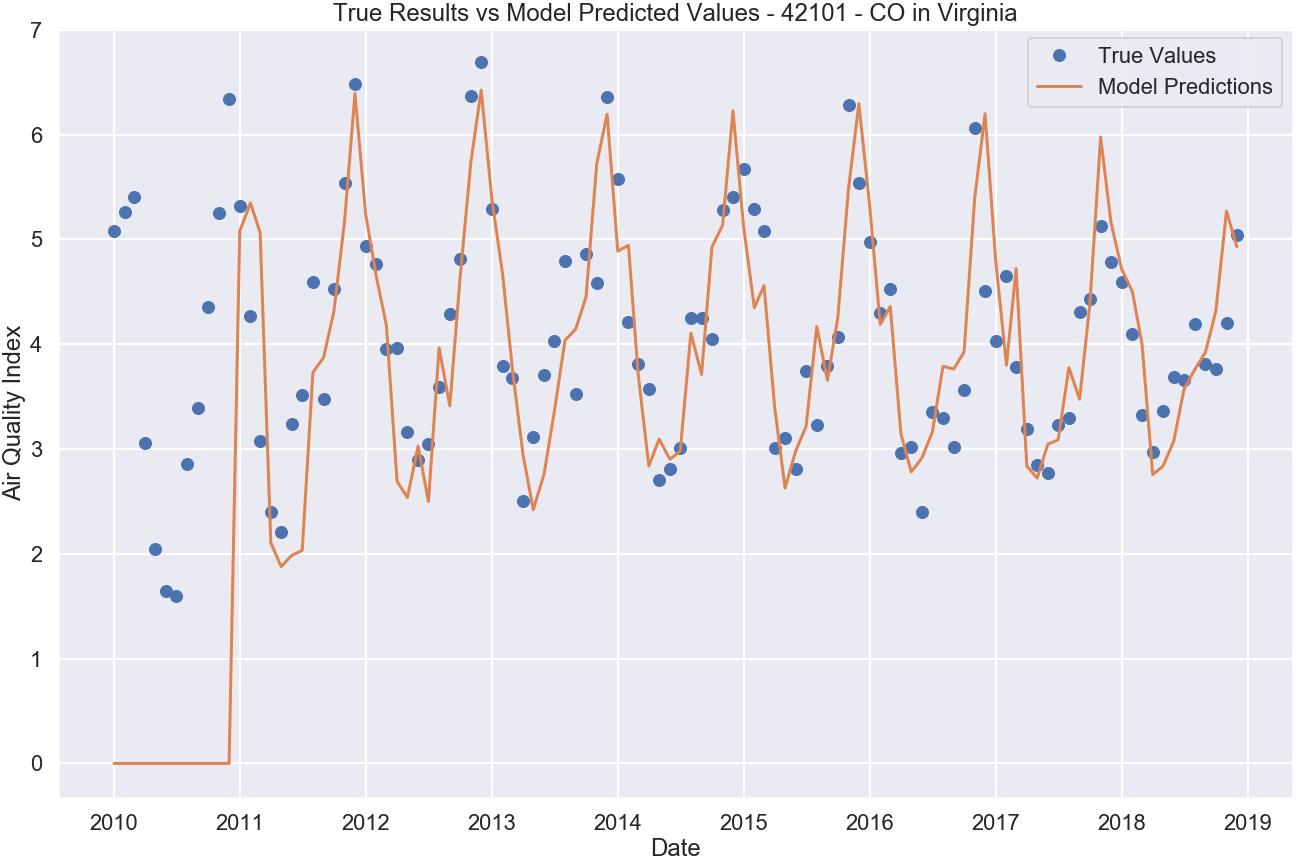 True Results vs Model Predicted Values - 42101 - CO in Virginia
True Values
Model Predictions
Air Quality Index
7
6
5
4
3
2
1
0
2010 2011 2012 2013 2014 2015 2016 2017 2018 2019
Date